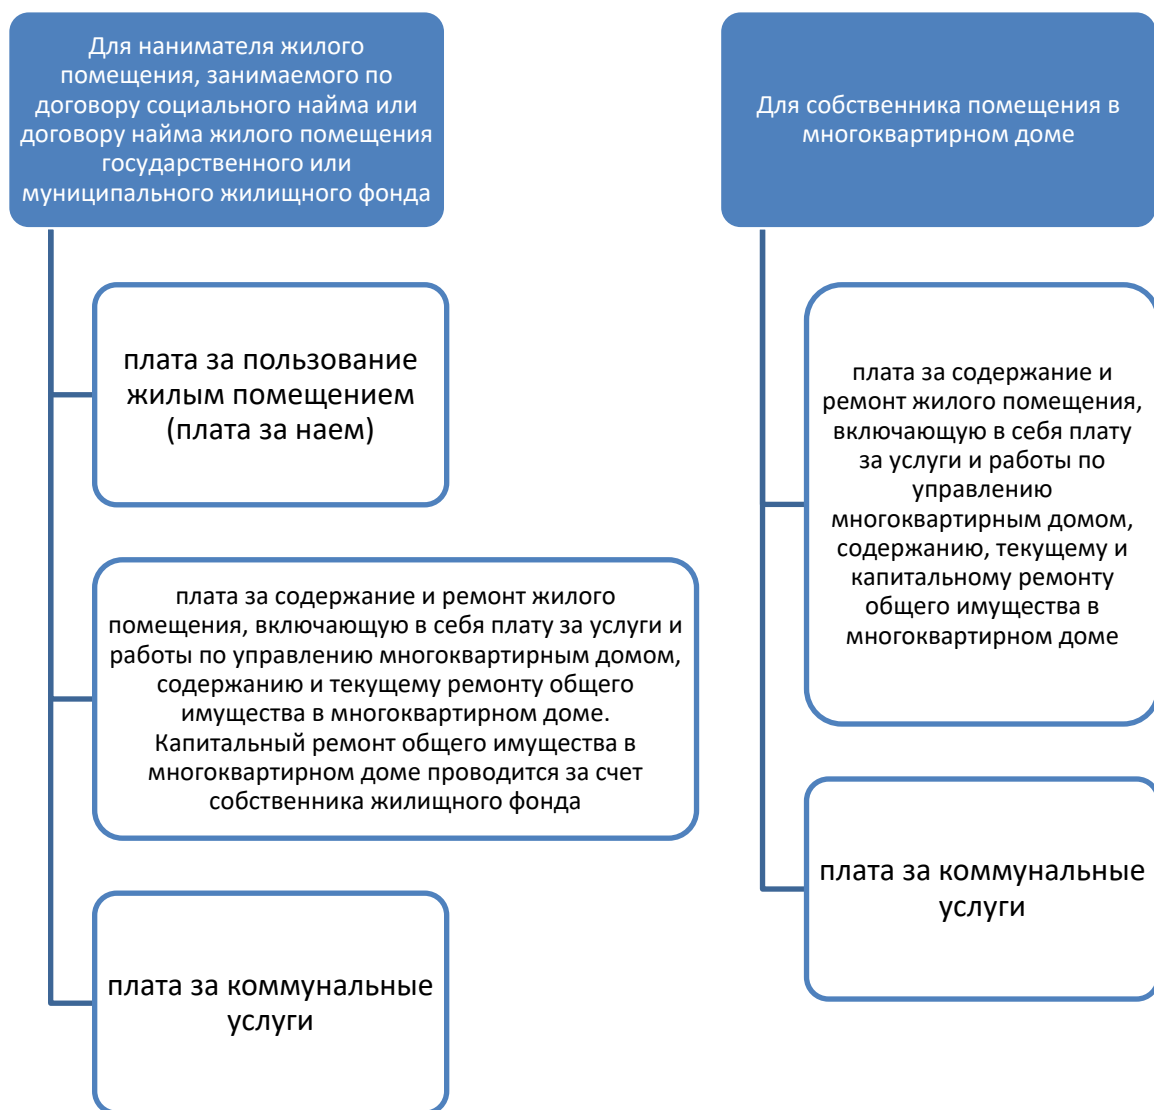 Для нанимателя жилого
помещения, занимаемого по
договору социального найма или
договору найма жилого помещения
государственного или
муниципального жилищного фонда
плата за пользование
жилым помещением
(плата за наем)
плата за содержание и ремонт жилого
помещения, включающую в себя плату за услуги и
работы по управлению многоквартирным домом,
содержанию и текущему ремонту общего
имущества в многоквартирном доме.
Капитальный ремонт общего имущества в
многоквартирном доме проводится за счет
собственника жилищного фонда
плата за коммунальные
услуги
Для собственника помещения в
многоквартирном доме
плата за содержание и
ремонт жилого помещения,
включающую в себя плату
за услуги и работы по
управлению
многоквартирным домом,
содержанию, текущему и
капитальному ремонту
общего имущества в
многоквартирном доме
плата за коммунальные
услуги